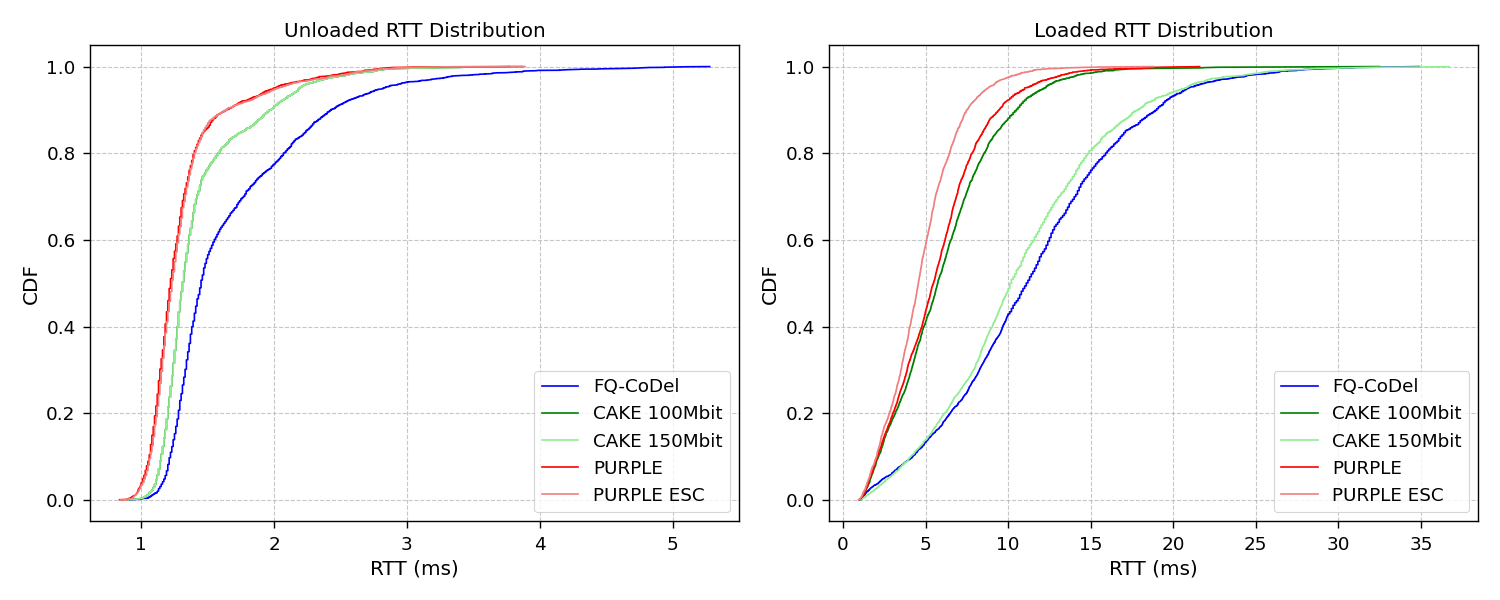 Unloaded RTT Distribution
CDF
1.0
0.8
0.6
0.4
0.2
0.0
1 2 3 4 5
RTT (ms)
FQ-CoDel
CAKE 100Mbit
CAKE 150Mbit
PURPLE
PURPLE ESC
Loaded RTT Distribution
CDF
1.0
0.8
0.6
0.4
0.2
0.0
0 5 10 15 20 25 30 35
RTT (ms)
FQ-CoDel
CAKE 100Mbit
CAKE 150Mbit
PURPLE
PURPLE ESC